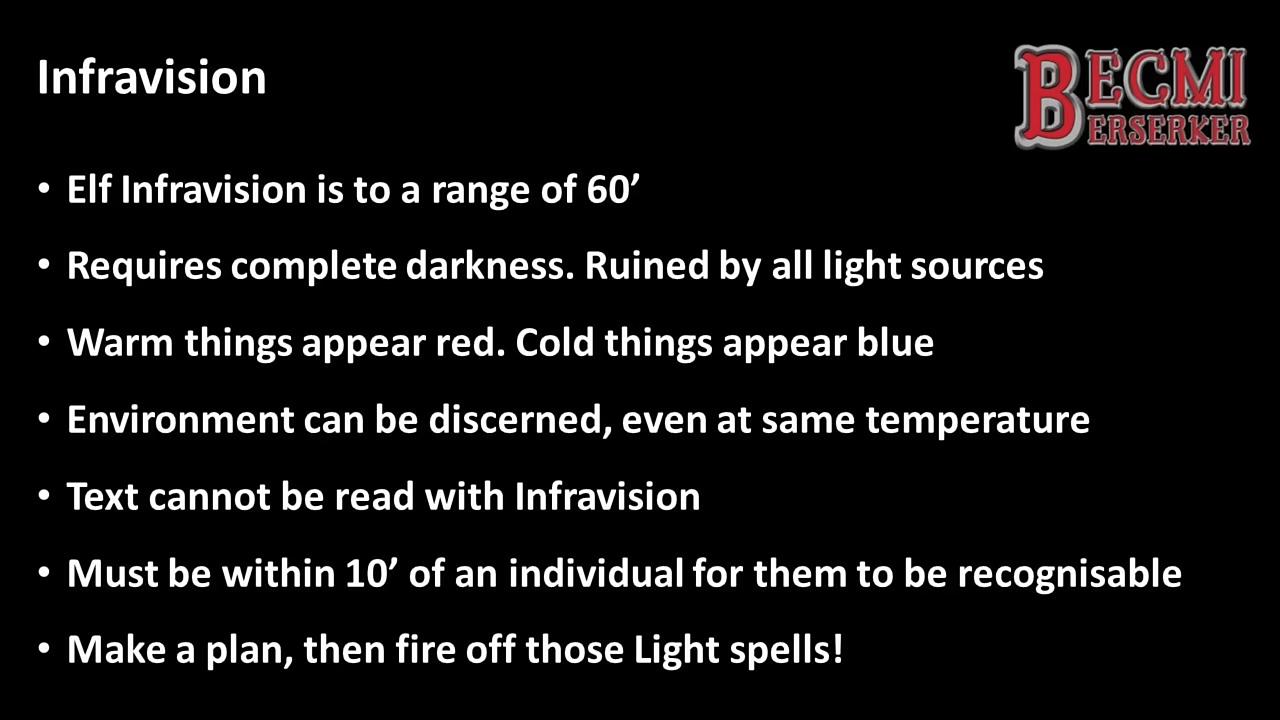 Infravision
BECMI
BERSERKER
• Elf Infravision is to a range of 60’
• Requires complete darkness. Ruined by all light sources
• Warm things appear red. Cold things appear blue
• Environment can be discerned, even at same temperature
• Text cannot be read with Infravision
• Must be within 10’ of an individual for them to be recognisable
• Make a plan, then fire off those Light spells!